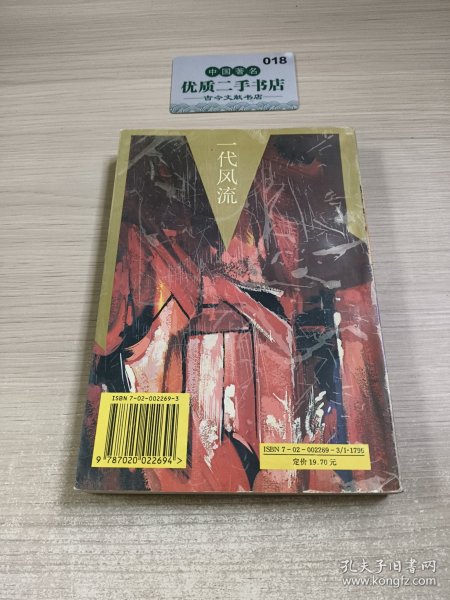 018
中国著名
优质二手书店
古今文献书店
一代风流
ISBN 7-02-002269-3
9 787020 022694 >
ISBN 7-02-002269-3/I·1795
定价 19.70 元
孔夫子旧书网
www.kongfz.com